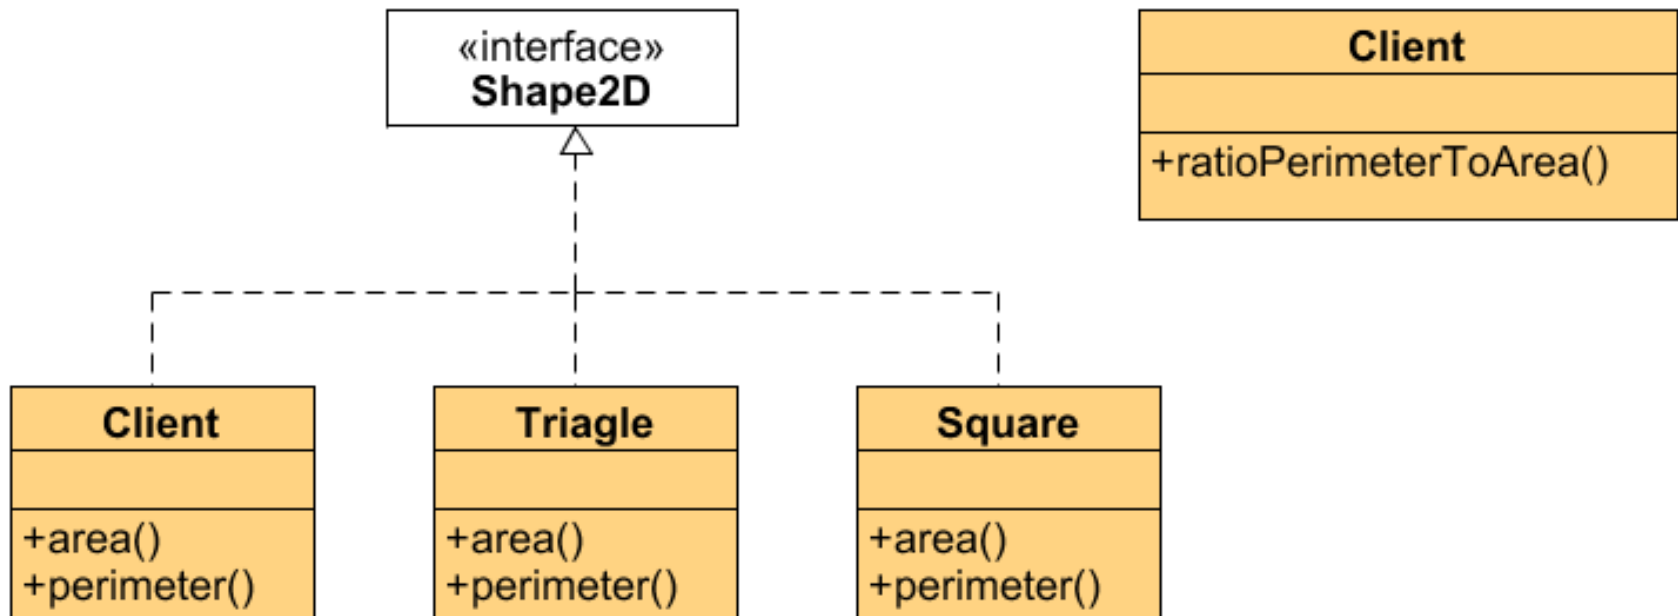 «interface»
Shape2D
Client
+ratioPerimeterToArea()
Client
+area()
+perimeter()
Triagle
+area()
+perimeter()
Square
+area()
+perimeter()